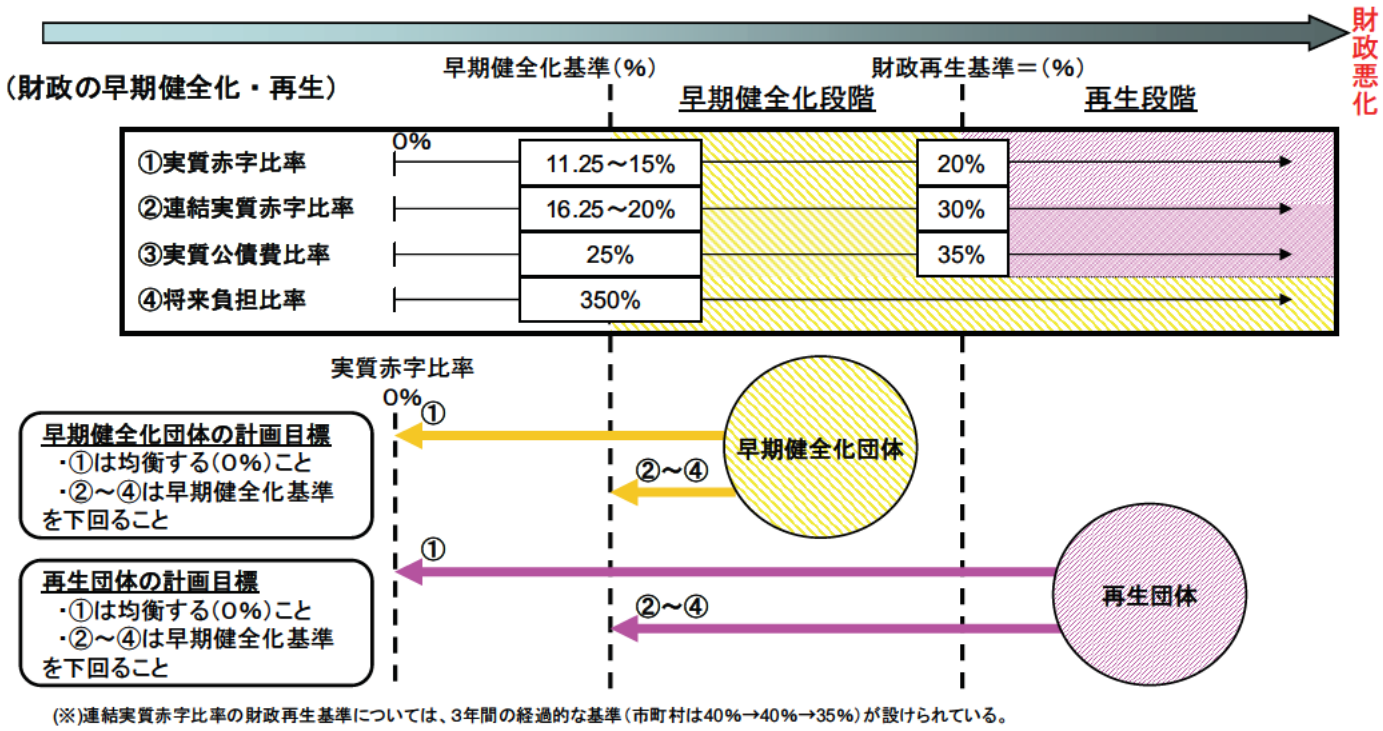 財政悪化
(財政の早期健全化・再生)
早期健全化基準(%)
財政再生基準=(%)
早期健全化段階
再生段階
0%
①実質赤字比率
11.25~15%
20%
②連結実質赤字比率
16.25~20%
30%
③実質公債費比率
25%
35%
④将来負担比率
350%
実質赤字比率
0%
早期健全化団体の計画目標
・①は均衡する(0%)こと
・②~④は早期健全化基準
を下回ること
①
②~④
早期健全化団体
再生団体の計画目標
・①は均衡する(0%)こと
・②~④は早期健全化基準
を下回ること
①
②~④
再生団体
(※)連結実質赤字比率の財政再生基準については、3年間の経過的な基準(市町村は40%→40%→35%)が設けられている。